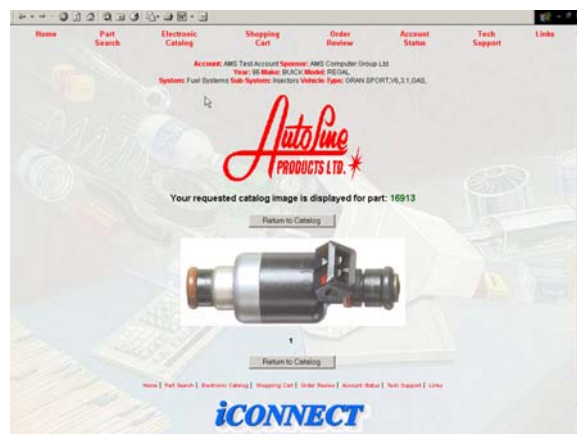 Home Part Search Electronic Catalog Shopping Cart Order Review Account Status Tech Support Links
Account: AMS Test Account Sponsor: AMS Computer Group Ltd
Year: 96 Make: BUICK Model: REGAL
System: Fuel Systems Sub-System: Injectors Vehicle-Type: GRAN SPORT,V6,3.1,GAS,
AutoLine
PRODUCTS LTD.
Your requested catalog image is displayed for part: 16913
Return to Catalog
1
Return to Catalog
Home | Part Search | Electronic Catalog | Shopping Cart | Order Review | Account Status | Tech Support | Links
iCONNECT